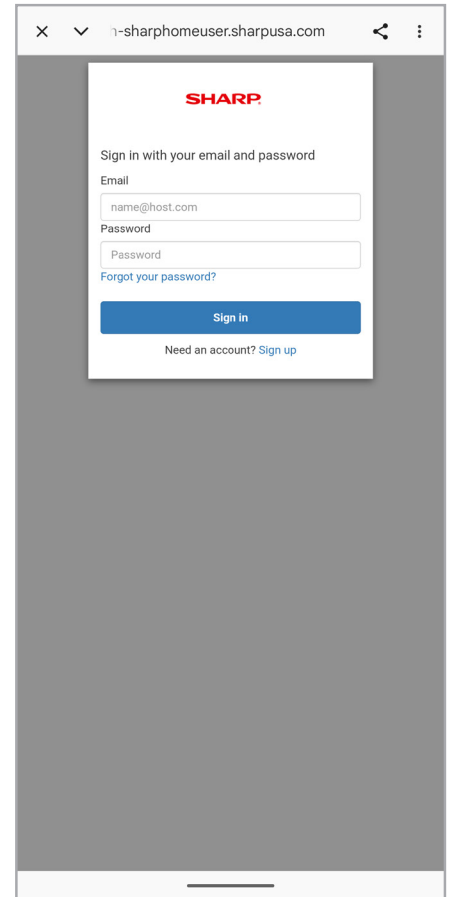 n-sharphomeuser.sharpusa.com
SHARP
Sign in with your email and password
Email
name@host.com
Password
Password
Forgot your password?
Sign in
Need an account? Sign up